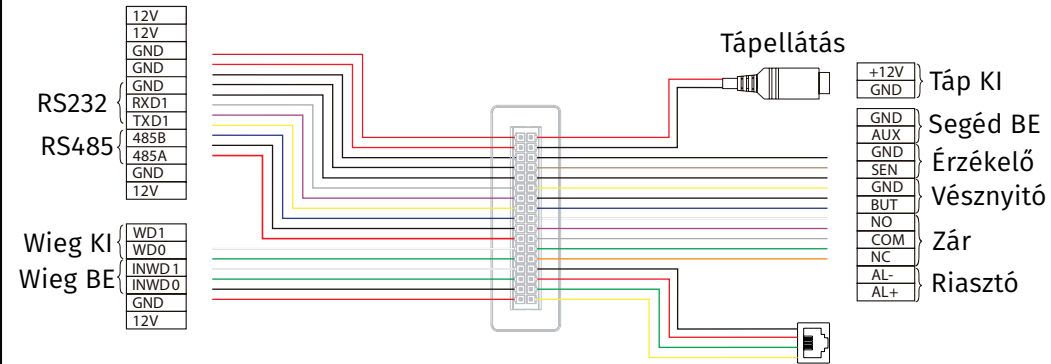 12V
12V
GND
GND
RS232
GND
RXD1
TXD1
RS485
485B
485A
GND
12V
Wieg KI
WD1
WD0
Wieg BE
INWD1
INWD0
GND
12V
Tápellátás
+12V
GND
Táp KI
GND
AUX
Segéd BE
GND
SEN
Érzékelő
GND
BUT
Vésznyitó
NO
COM
NC
Zár
AL-
AL+
Riasztó